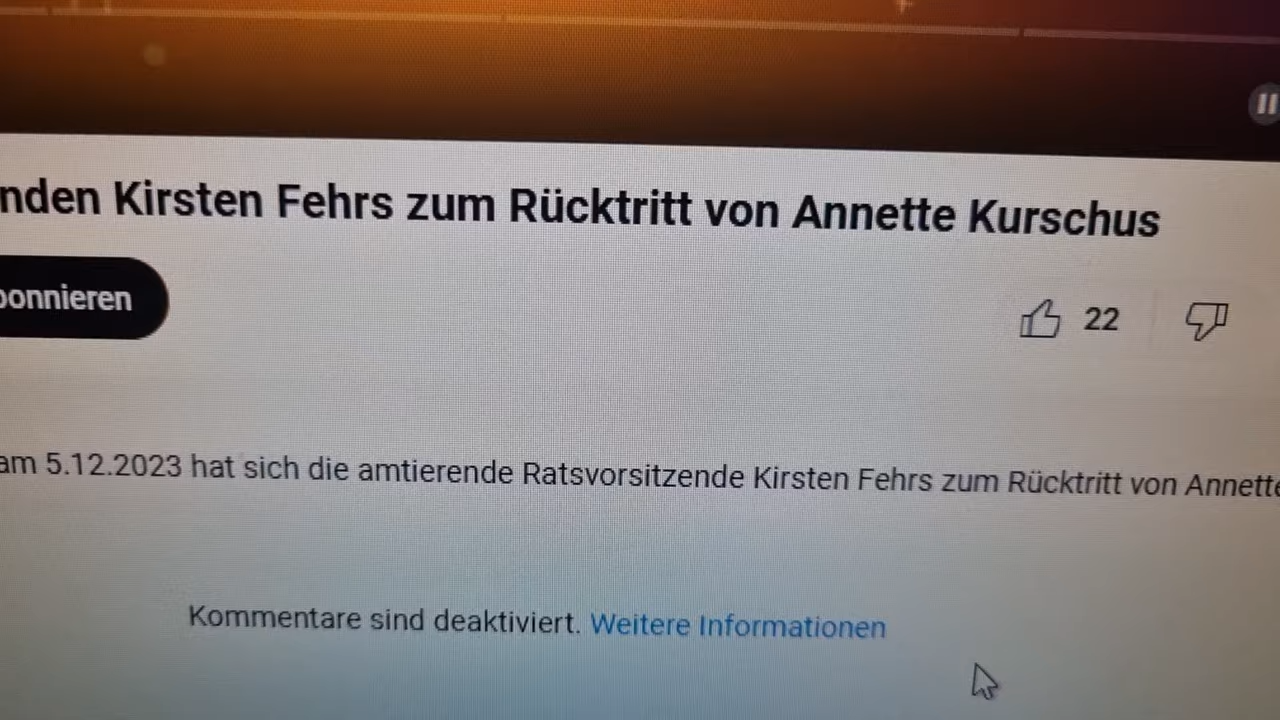 nden Kirsten Fehrs zum Rücktritt von Annette Kurschus
bonnieren
22
am 5.12.2023 hat sich die amtierende Ratsvorsitzende Kirsten Fehrs zum Rücktritt von Annette
Kommentare sind deaktiviert. Weitere Informationen